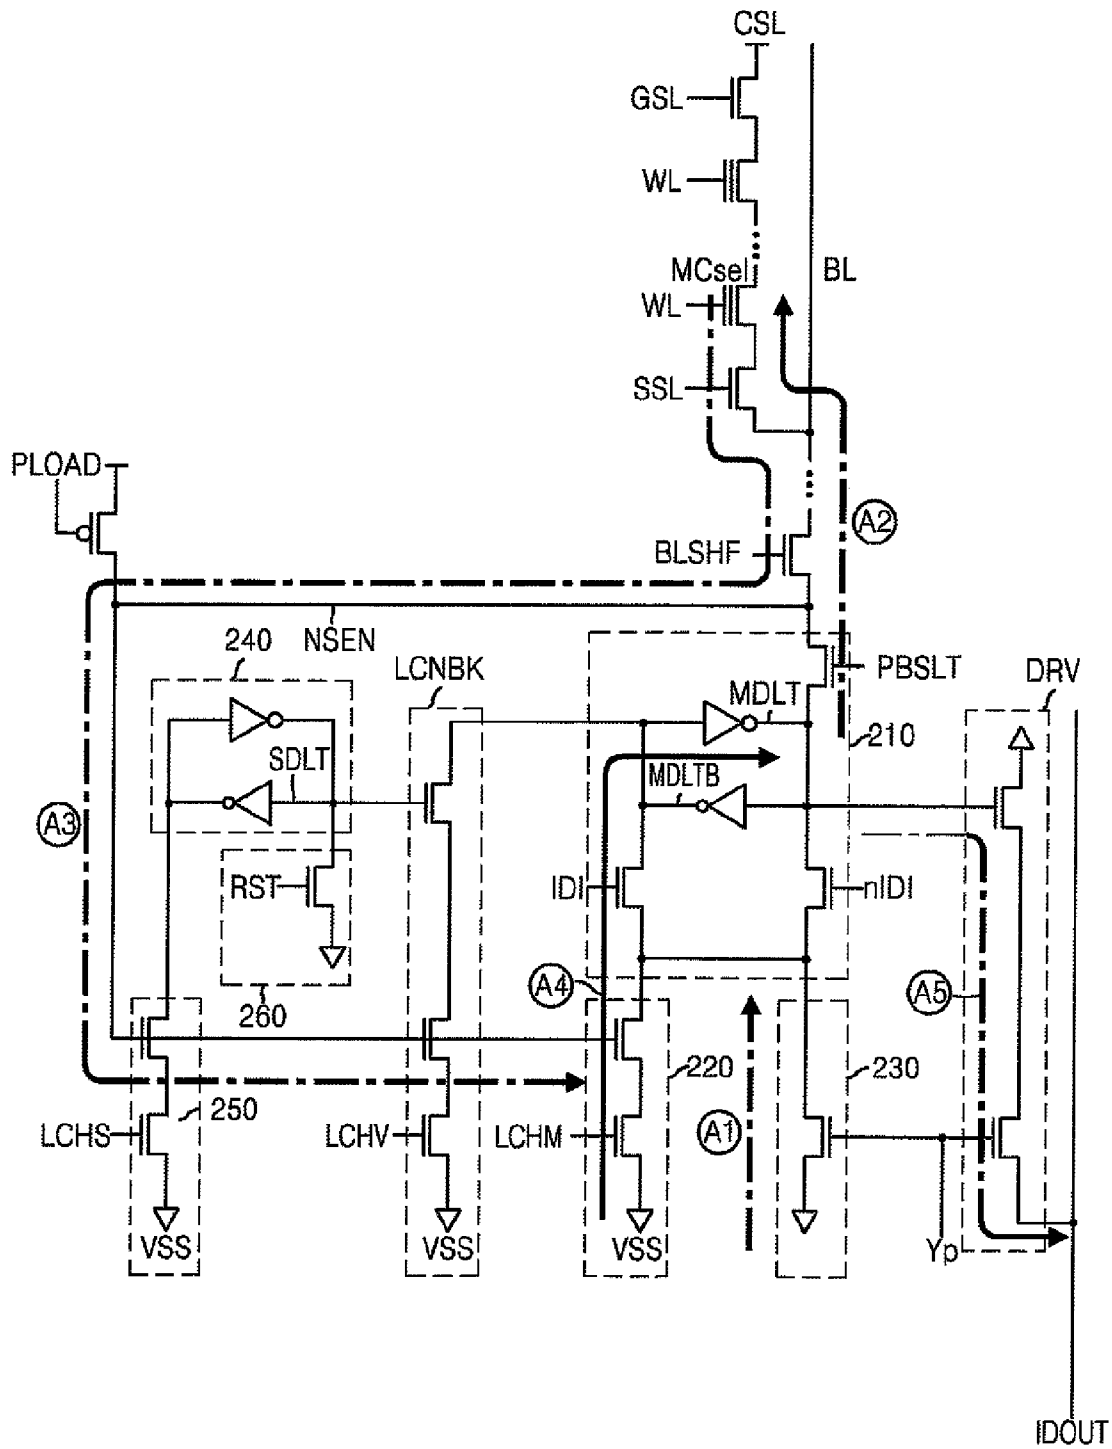 CSL
GSL
WL
MCsel
BL
WL
SSL
PLOAD
A2
BLSHF
NSEN
240
LCNBK
PBSLT
DRV
MDLT
210
SDLT
MDLTB
A3
RST
IDI
nIDI
A4
A5
260
220
230
250
A1
LCHS
LCHV
LCHM
VSS
VSS
VSS
Yp
IDOUT